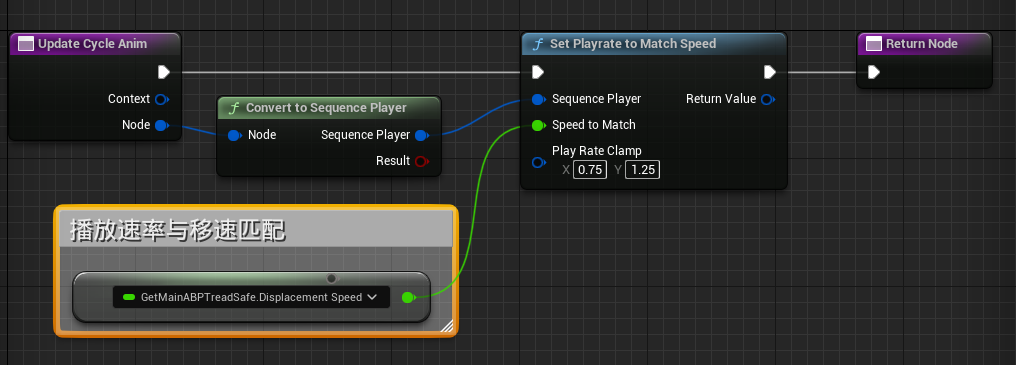 Update Cycle Anim
Context
Node
Convert to Sequence Player
Node
Sequence Player
Result
Set Playrate to Match Speed
Sequence Player
Return Value
Speed to Match
Play Rate Clamp
X 0.75 Y 1.25
Return Node
播放速率与移速匹配
GetMainABPTreadSafe.Displacement Speed